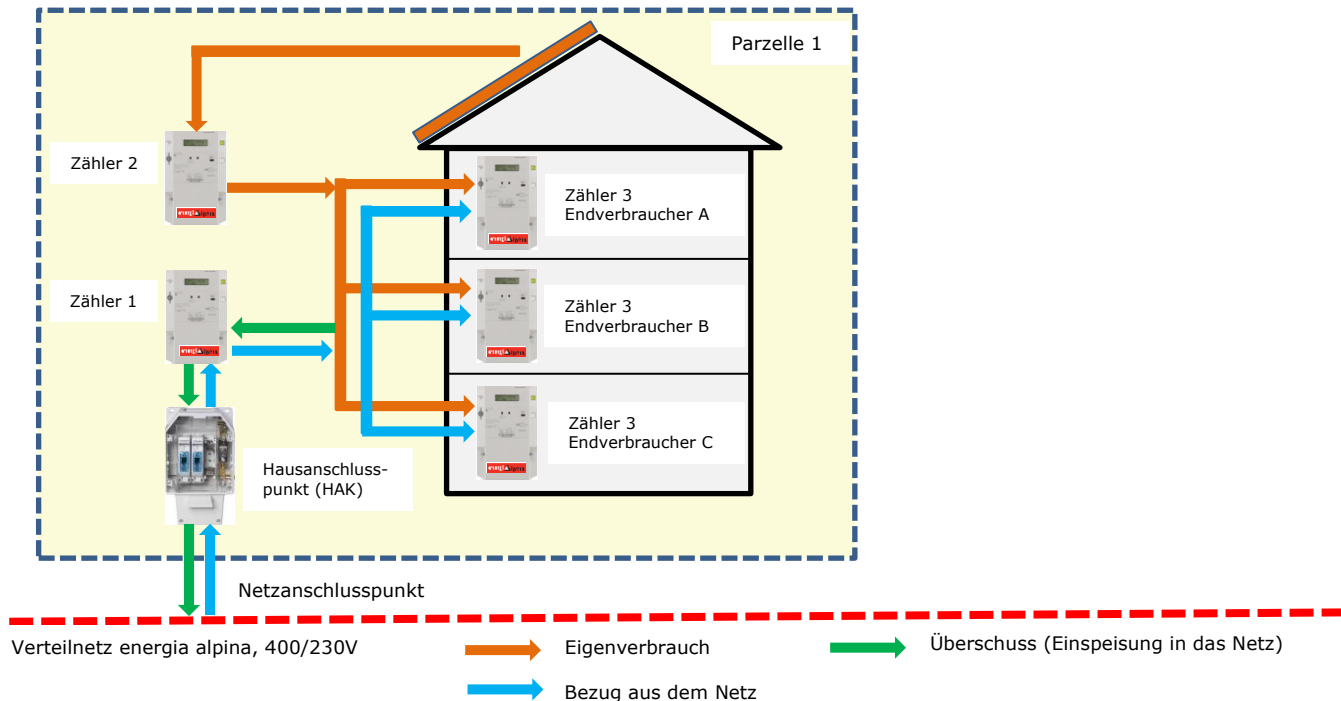 Parzelle 1
Zähler 2
Zähler 3
Endverbraucher A
Zähler 1
Zähler 3
Endverbraucher B
Zähler 3
Endverbraucher C
Hausanschluss-
punkt (HAK)
Netzanschlusspunkt
Verteilnetz energia alpina, 400/230V
Eigenverbrauch
Überschuss (Einspeisung in das Netz)
Bezug aus dem Netz